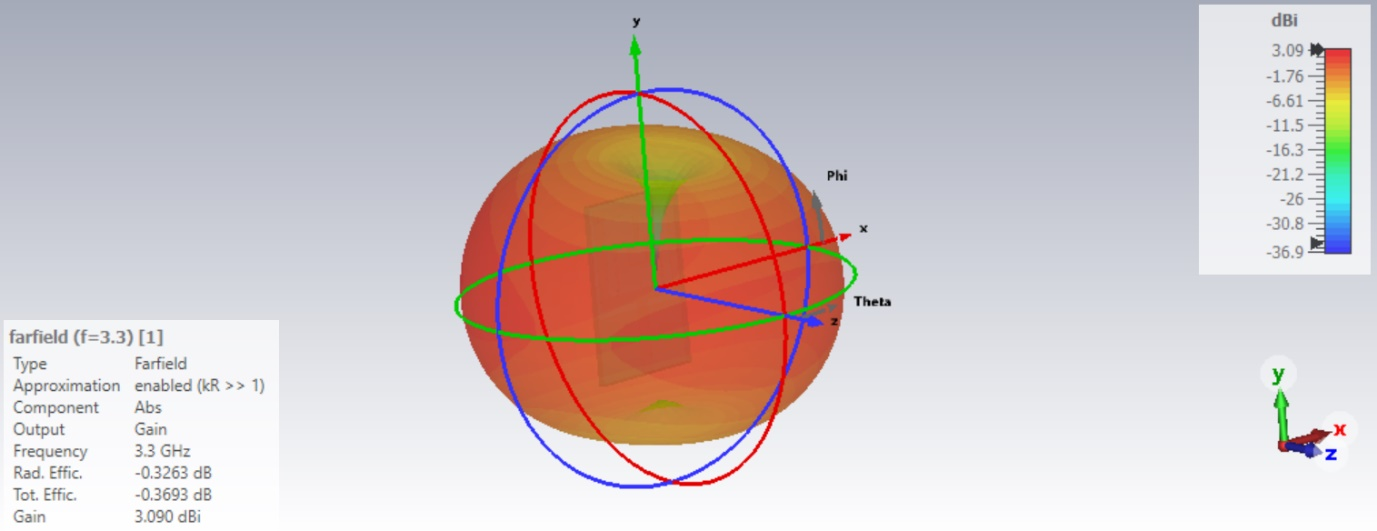 y
dBi
3.09
-1.76
-6.61
-11.5
-16.3
-21.2
-26
-30.8
-36.9
Phi
x
Theta
z
farfield (f=3.3) [1]
Type Farfield
Approximation enabled (kR >> 1)
Component Abs
Output Gain
Frequency 3.3 GHz
Rad. Effic. -0.3263 dB
Tot. Effic. -0.3693 dB
Gain 3.090 dBi
y
x
z